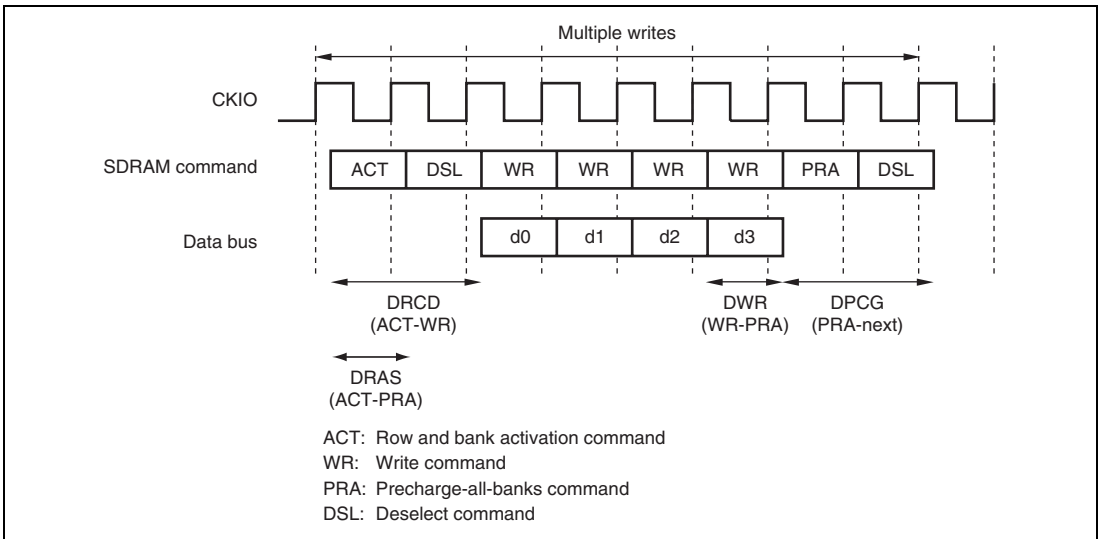 Multiple writes
CKIO
SDRAM command ACT DSL WR WR WR WR PRA DSL
Data bus d0 d1 d2 d3
DRCD DWR DPCG
(ACT-WR) (WR-PRA) (PRA-next)
DRAS
(ACT-PRA)
ACT: Row and bank activation command
WR: Write command
PRA: Precharge-all-banks command
DSL: Deselect command